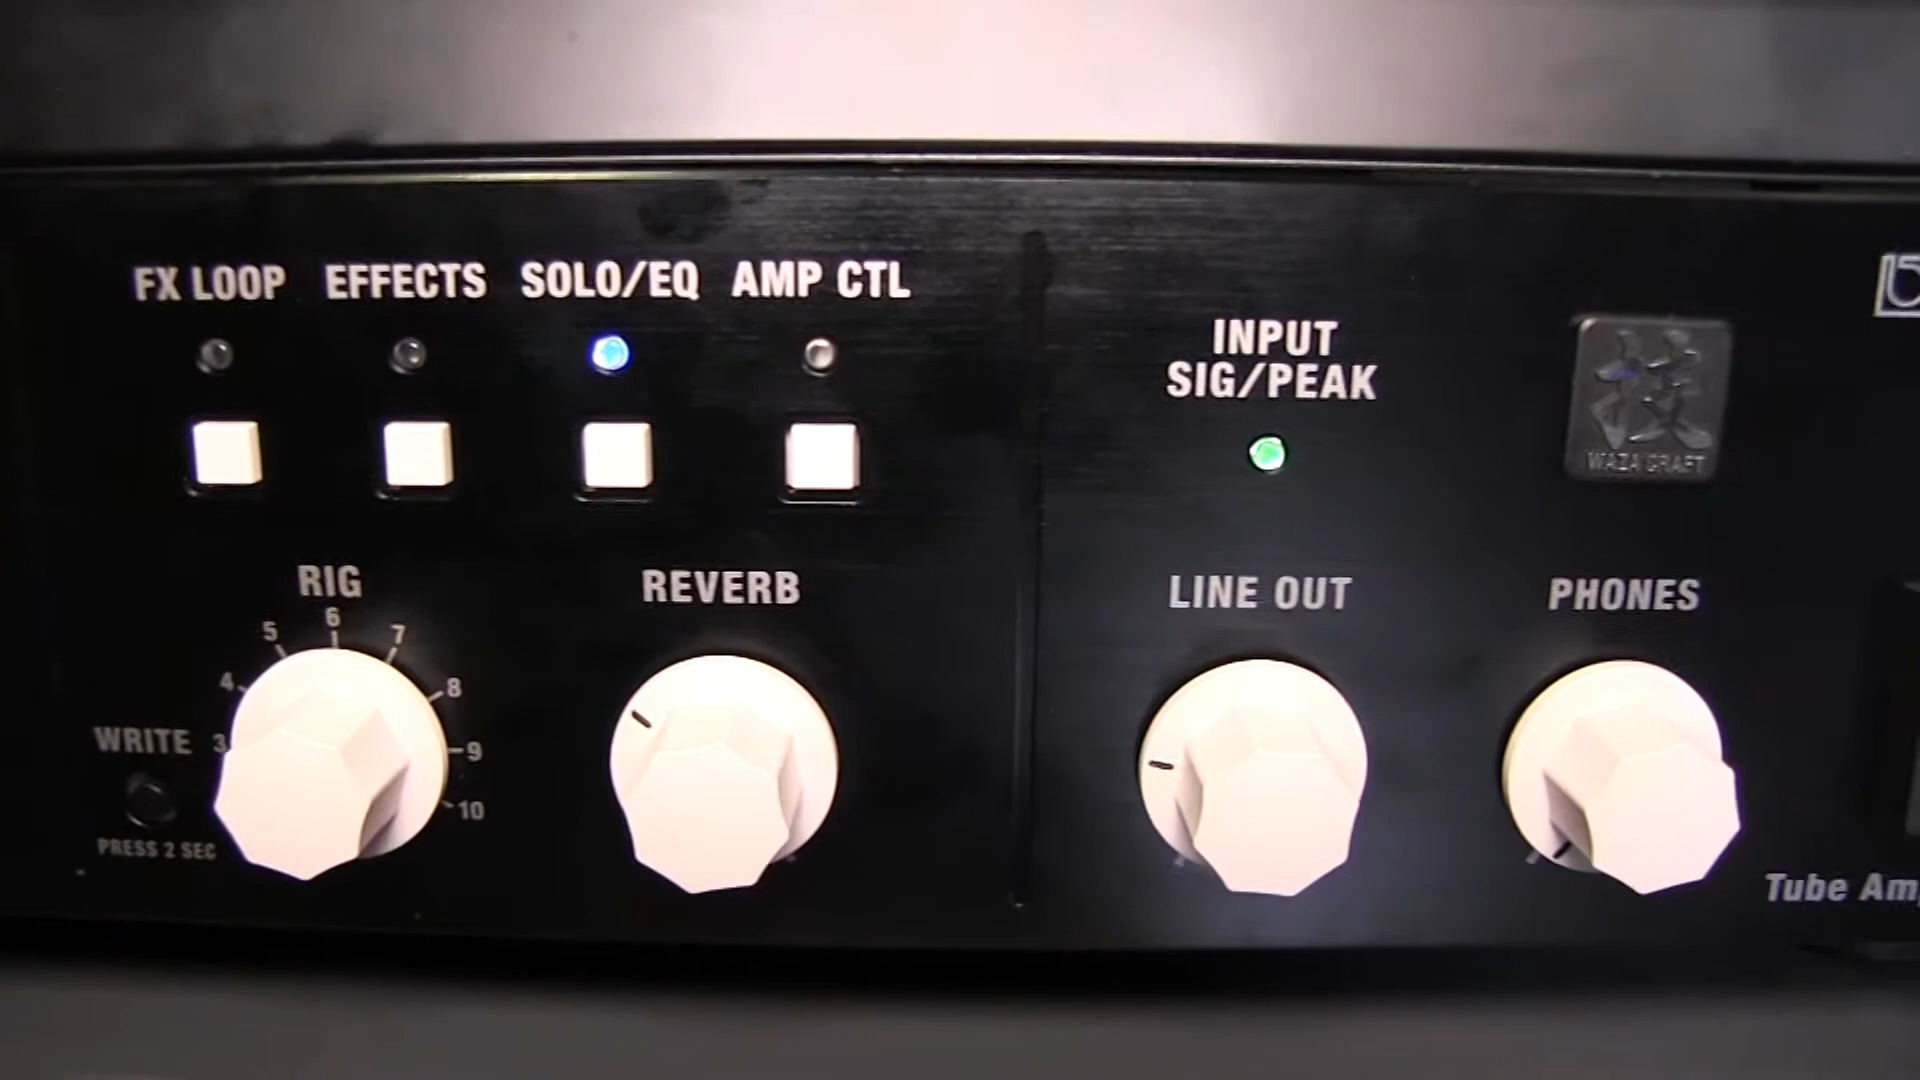 FX LOOP EFFECTS SOLO/EQ AMP CTL
INPUT
SIG/PEAK
技
WAZA CRAFT
RIG
5 6 7
4 8
3 9
10
WRITE
PRESS 2 SEC
REVERB
LINE OUT
PHONES
Tube Am